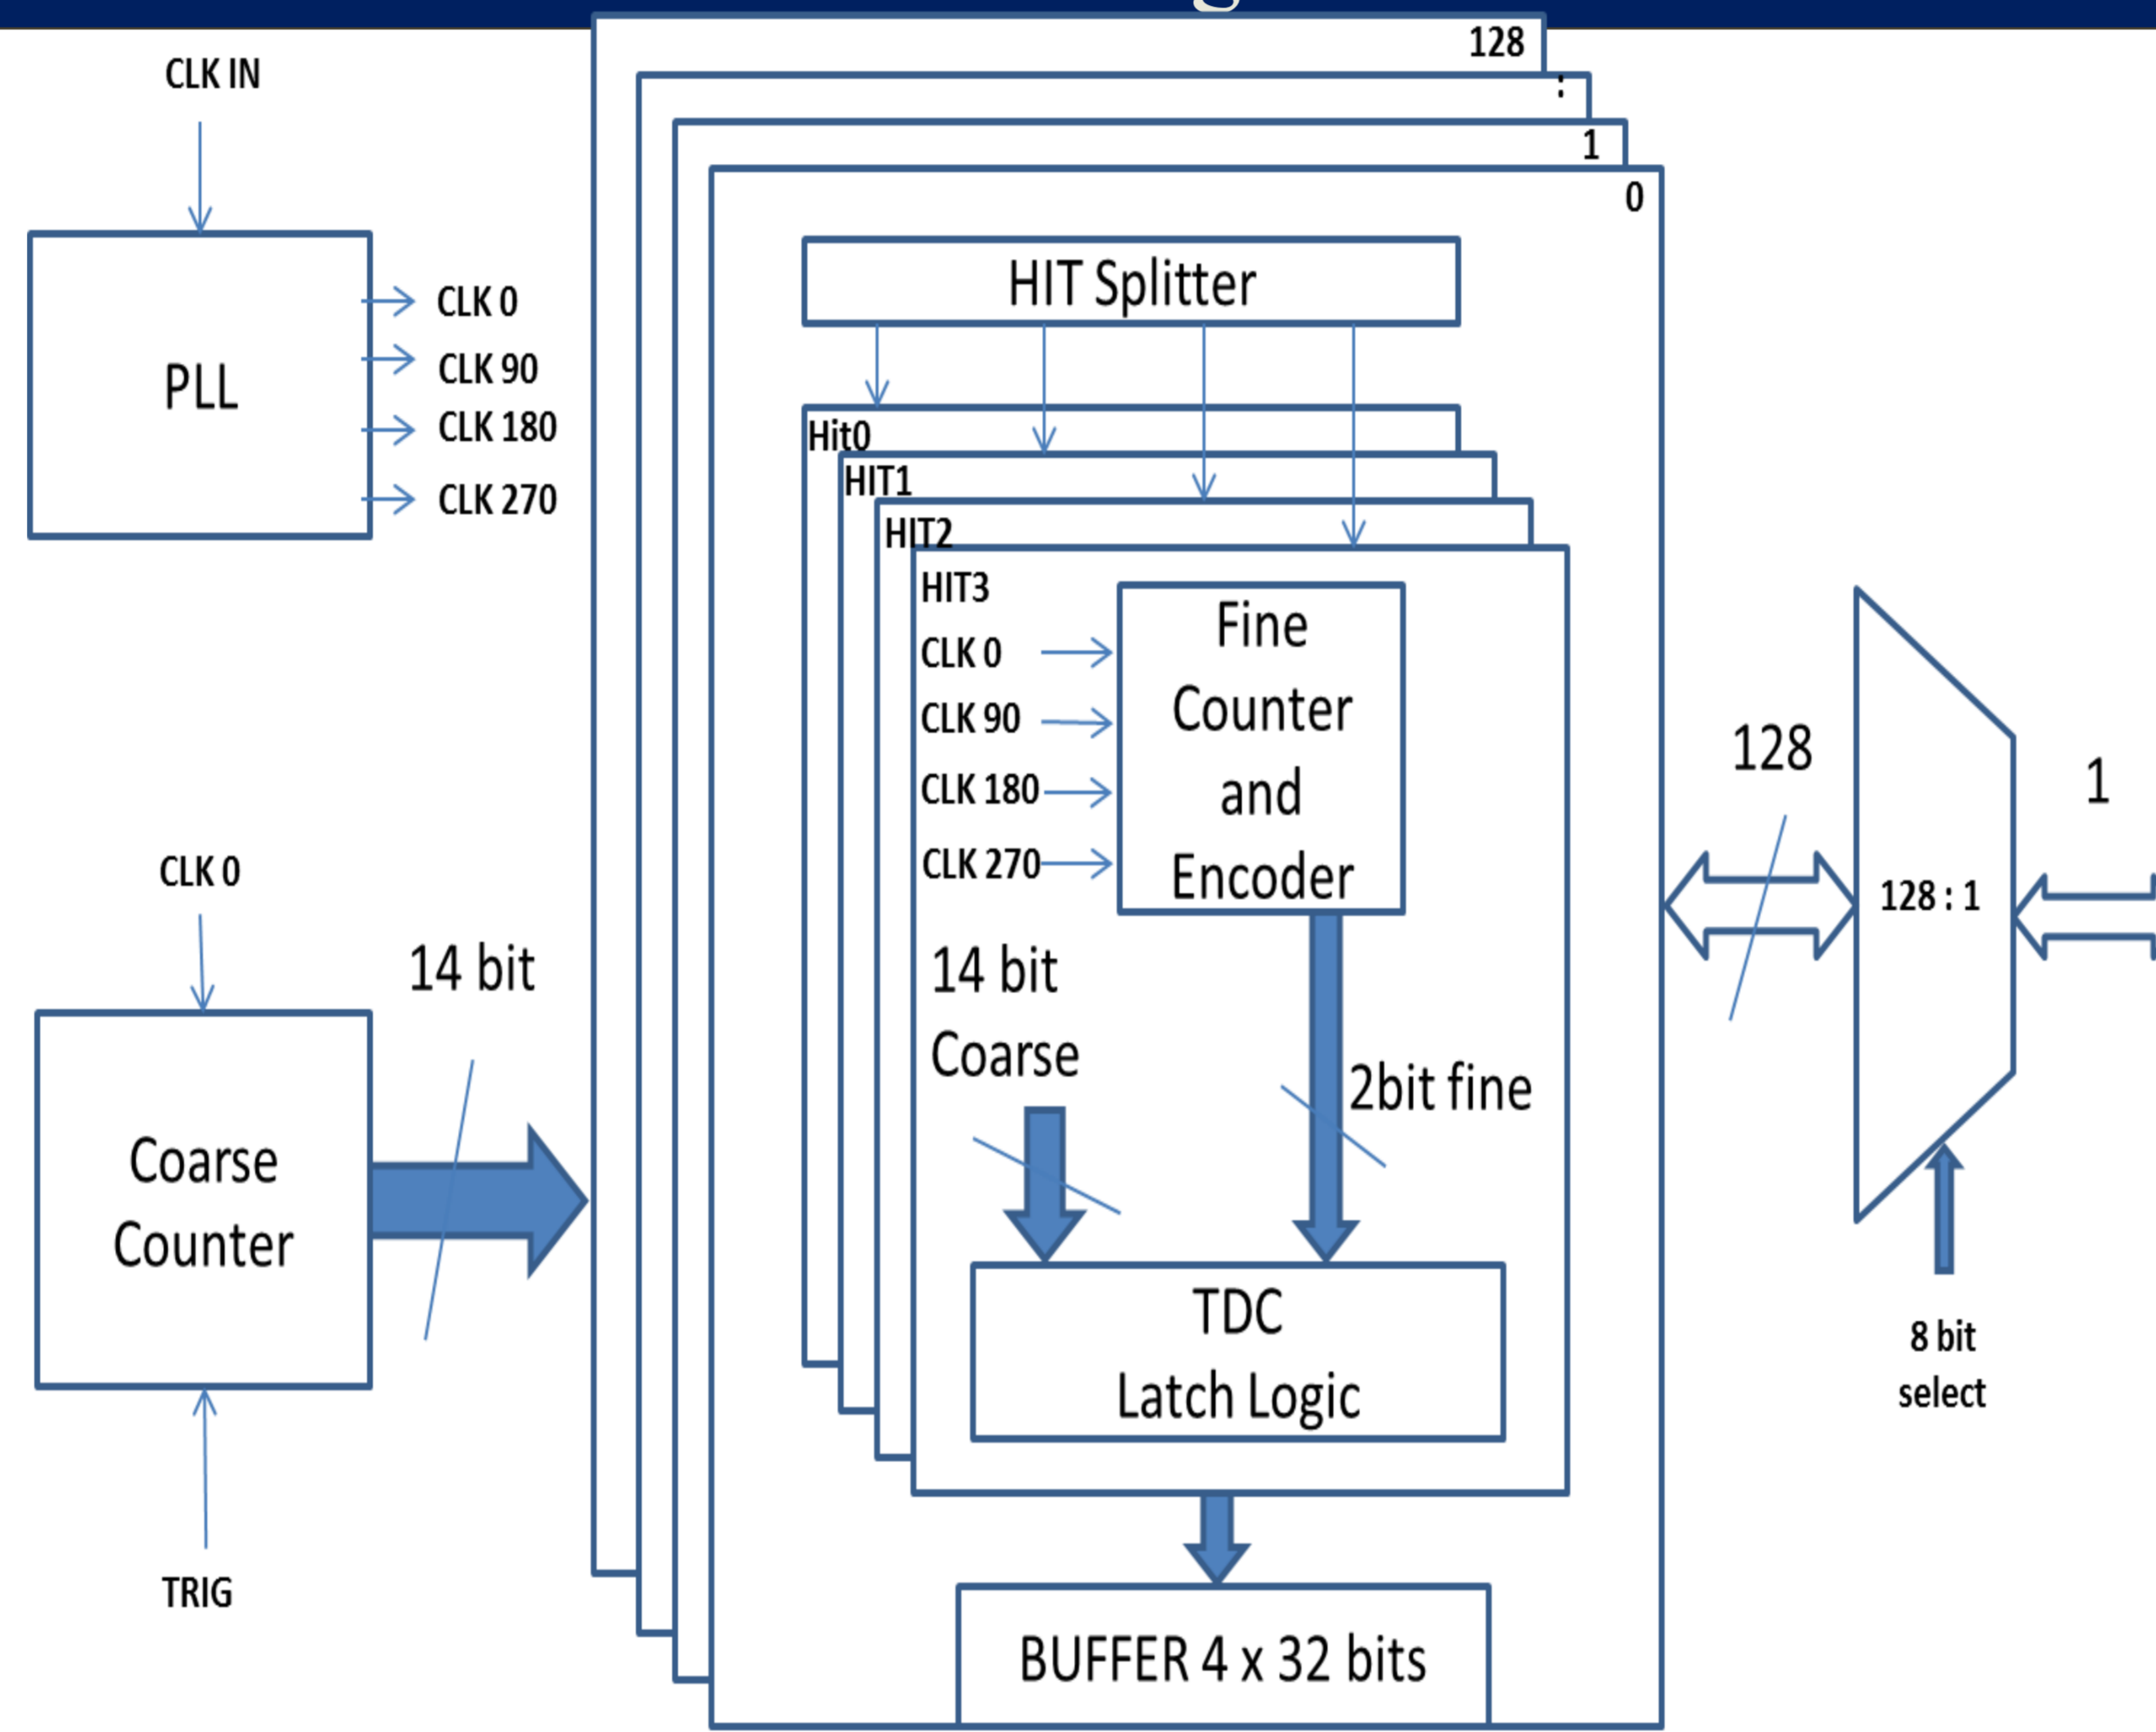 128
:
1
0
CLK IN
PLL
CLK 0
CLK 90
CLK 180
CLK 270
HIT Splitter
Hit0
HIT1
HIT2
HIT3
CLK 0
CLK 90
CLK 180
CLK 270
Fine
Counter
and
Encoder
128
1
128 : 1
8 bit
select
CLK 0
14 bit
Coarse
Counter
TRIG
14 bit
Coarse
2bit fine
TDC
Latch Logic
BUFFER 4 x 32 bits